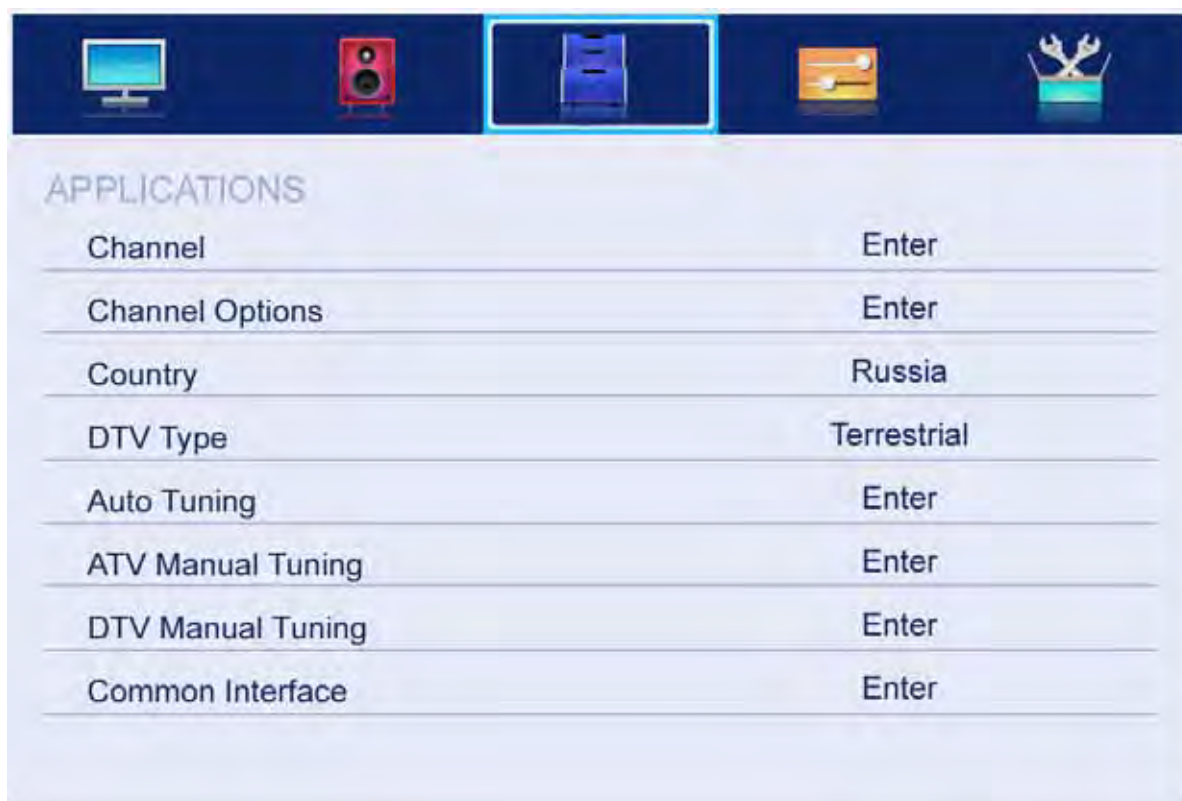 APPLICATIONS
Channel Enter
Channel Options Enter
Country Russia
DTV Type Terrestrial
Auto Tuning Enter
ATV Manual Tuning Enter
DTV Manual Tuning Enter
Common Interface Enter